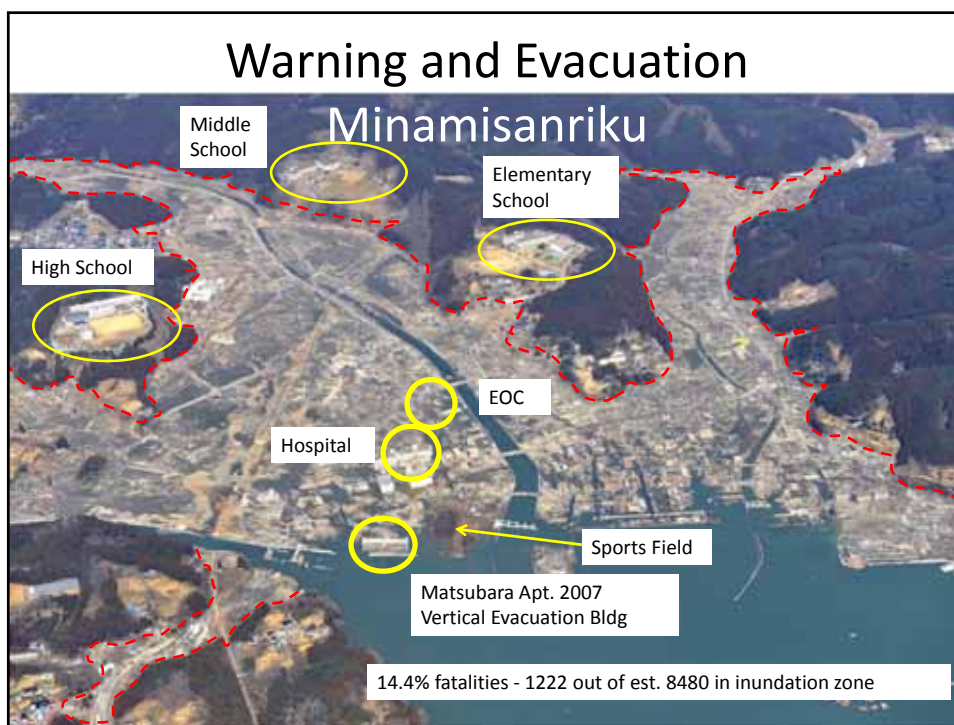 Warning and Evacuation
Minamisanriku
Middle
School
Elementary
School
High School
EOC
Hospital
Sports Field
Matsubara Apt. 2007
Vertical Evacuation Bldg
14.4% fatalities - 1222 out of est. 8480 in inundation zone